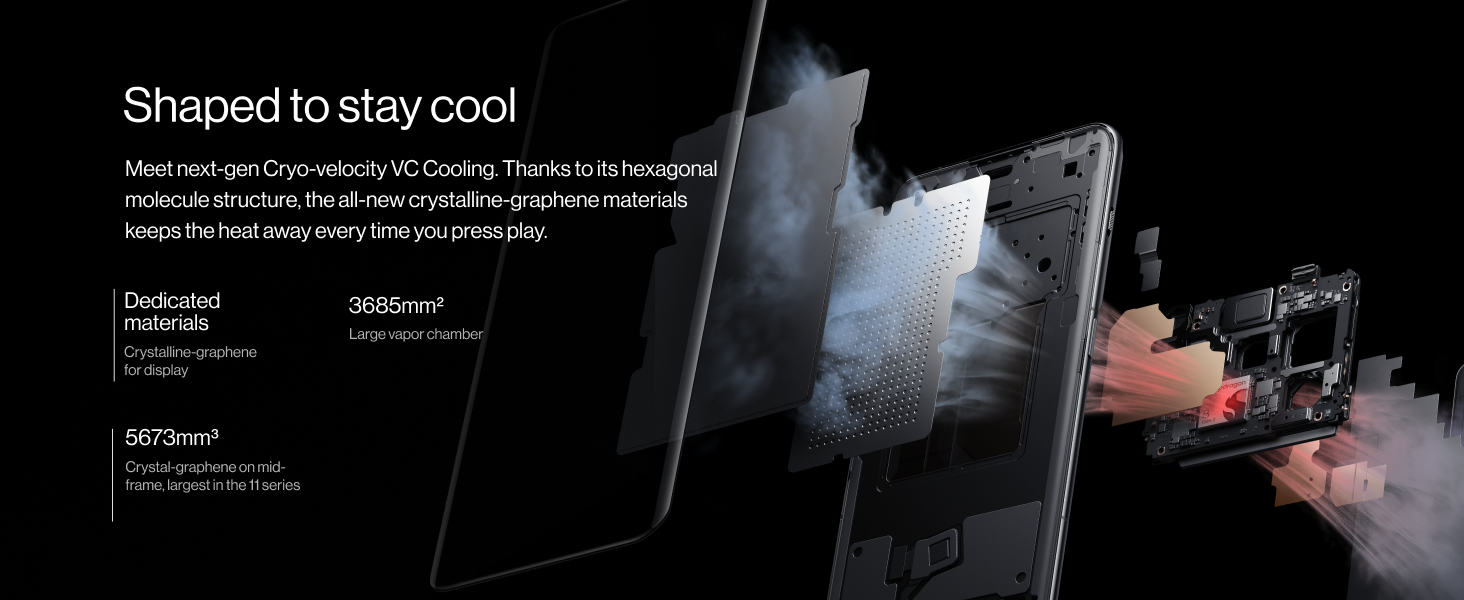 Shaped to stay cool
Meet next-gen Cryo-velocity VC Cooling. Thanks to its hexagonal
molecule structure, the all-new crystalline-graphene materials
keeps the heat away every time you press play.
Dedicated
materials
Crystalline-graphene
for display
3685mm²
Large vapor chamber
5673mm³
Crystal-graphene on mid-
frame, largest in the 11 series